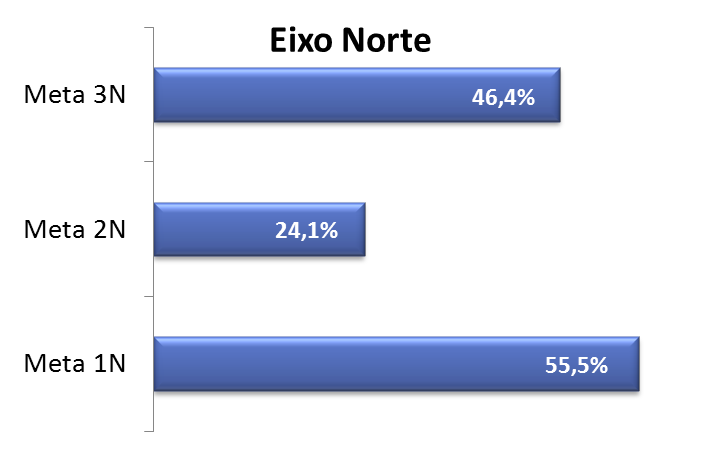 Eixo Norte
Meta 3N
46,4%
Meta 2N
24,1%
Meta 1N
55,5%